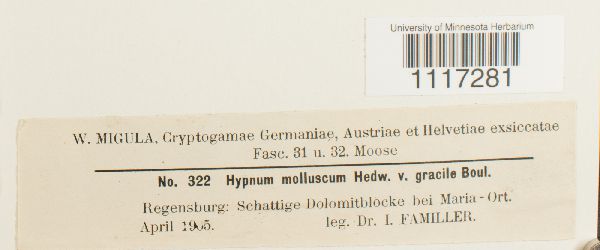 University of Minnesota Herbarium
1117281
W. MIGULA, Cryptogamae Germaniae, Austriae et Helvetiae exsiccatae
Fasc. 31 u. 32. Moose
No. 322 Hypnum molluscum Hedw. v. gracile Boul.
Regensburg: Schattige Dolomitblöcke bei Maria-Ort.
April 1905. leg. Dr. I. FAMILLER.